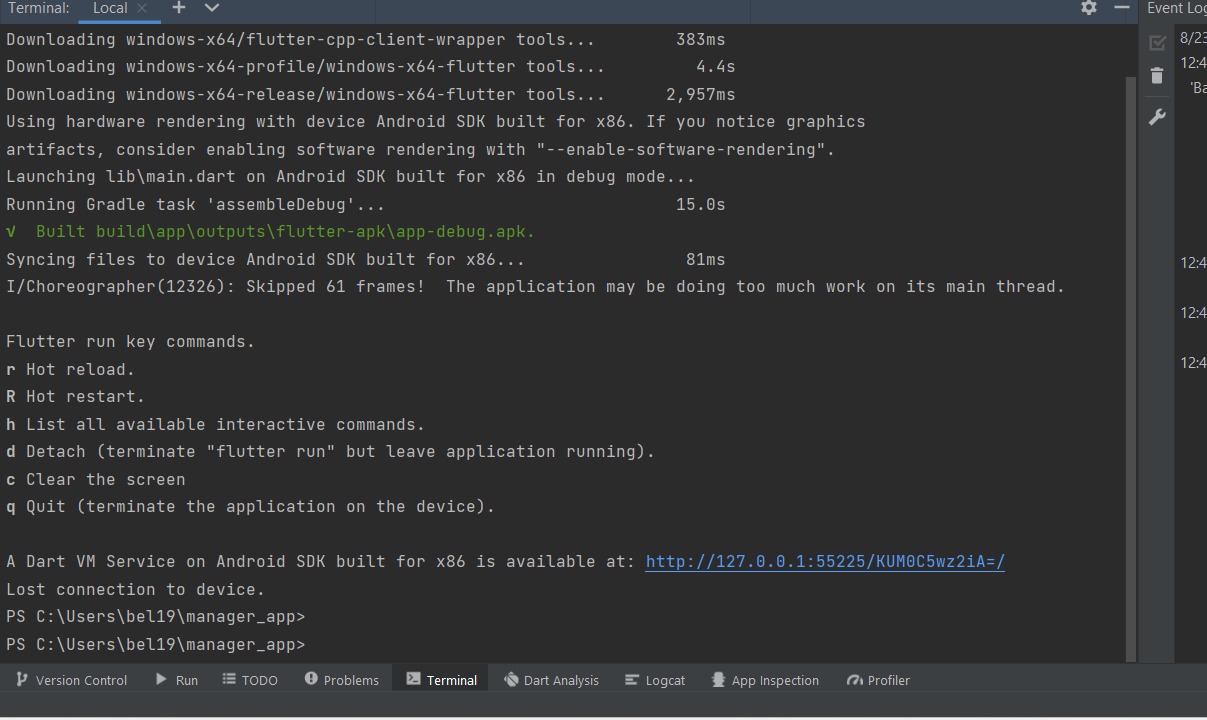 Terminal: Local × + Event Log
Downloading windows-x64/flutter-cpp-client-wrapper tools... 383ms
8/23
Downloading windows-x64-profile/windows-x64-flutter tools... 4.4s
12:4
Downloading windows-x64-release/windows-x64-flutter tools... 2,957ms
'Ba
Using hardware rendering with device Android SDK built for x86. If you notice graphics
artifacts, consider enabling software rendering with "--enable-software-rendering".
Launching lib\main.dart on Android SDK built for x86 in debug mode...
Running Gradle task 'assembleDebug'... 15.0s
√ Built build\app\outputs\flutter-apk\app-debug.apk.
Syncing files to device Android SDK built for x86... 81ms
12:4
I/Choreographer(12326): Skipped 61 frames! The application may be doing too much work on its main thread.
12:4
Flutter run key commands.
12:4
r Hot reload.
R Hot restart.
h List all available interactive commands.
d Detach (terminate "flutter run" but leave application running).
c Clear the screen
q Quit (terminate the application on the device).
A Dart VM Service on Android SDK built for x86 is available at: http://127.0.0.1:55225/KUM0C5wz2iA=/
Lost connection to device.
PS C:\Users\bel19\manager_app>
PS C:\Users\bel19\manager_app>
Version Control Run TODO Problems Terminal Dart Analysis Logcat App Inspection Profiler